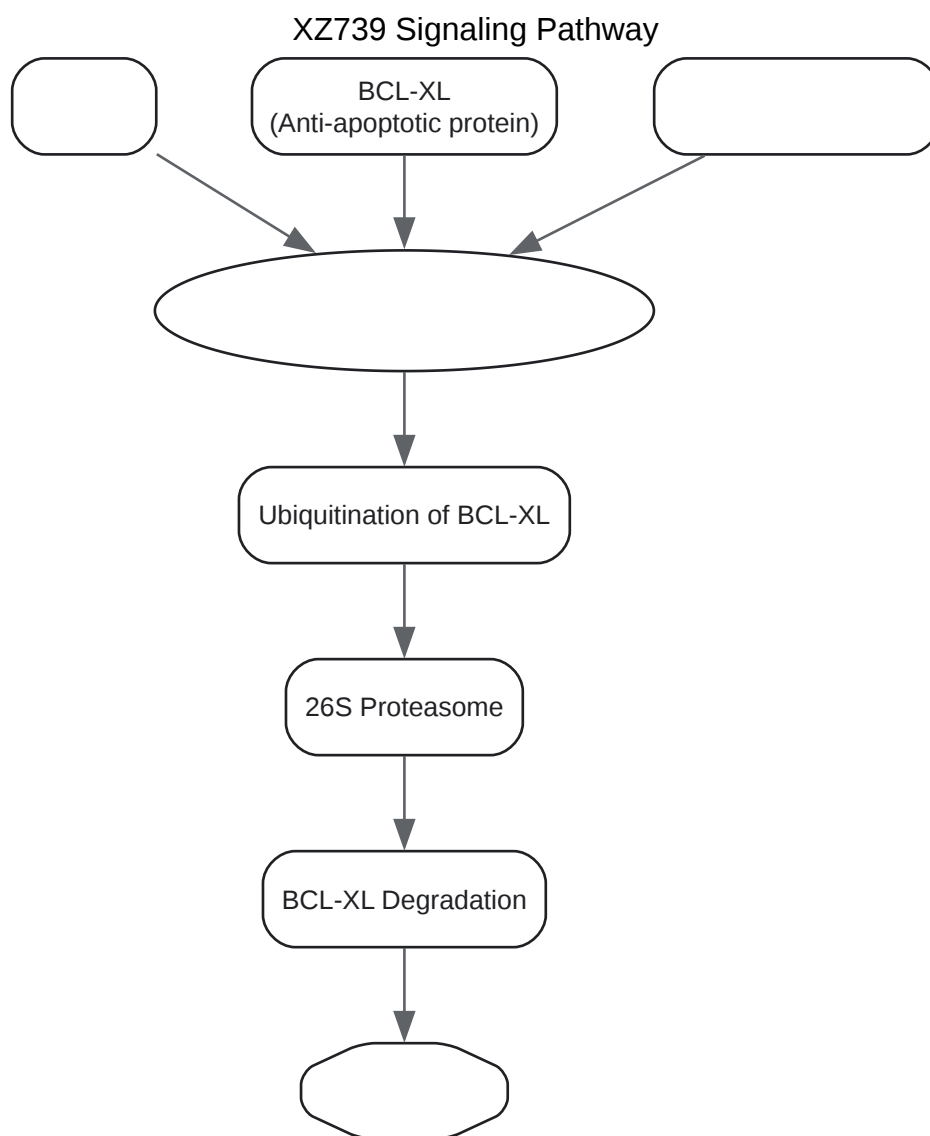 XZ739 Signaling Pathway
BCL-XL
(Anti-apoptotic protein)
Ubiquitination of BCL-XL
26S Proteasome
BCL-XL Degradation